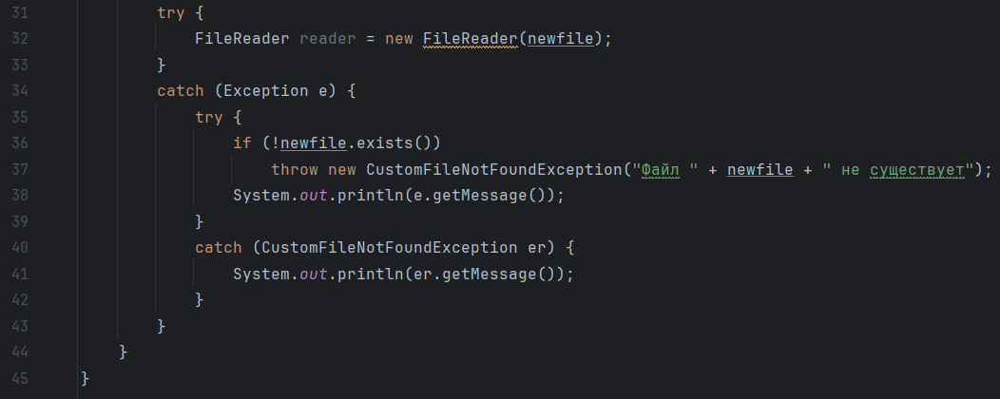 31 try {
32 FileReader reader = new FileReader(newfile);
33 }
34 catch (Exception e) {
35 try {
36 if (!newfile.exists())
37 throw new CustomFileNotFoundException("Файл " + newfile + " не существует");
38 System.out.println(e.getMessage());
39 }
40 catch (CustomFileNotFoundException er) {
41 System.out.println(er.getMessage());
42 }
43 }
44 }
45 }